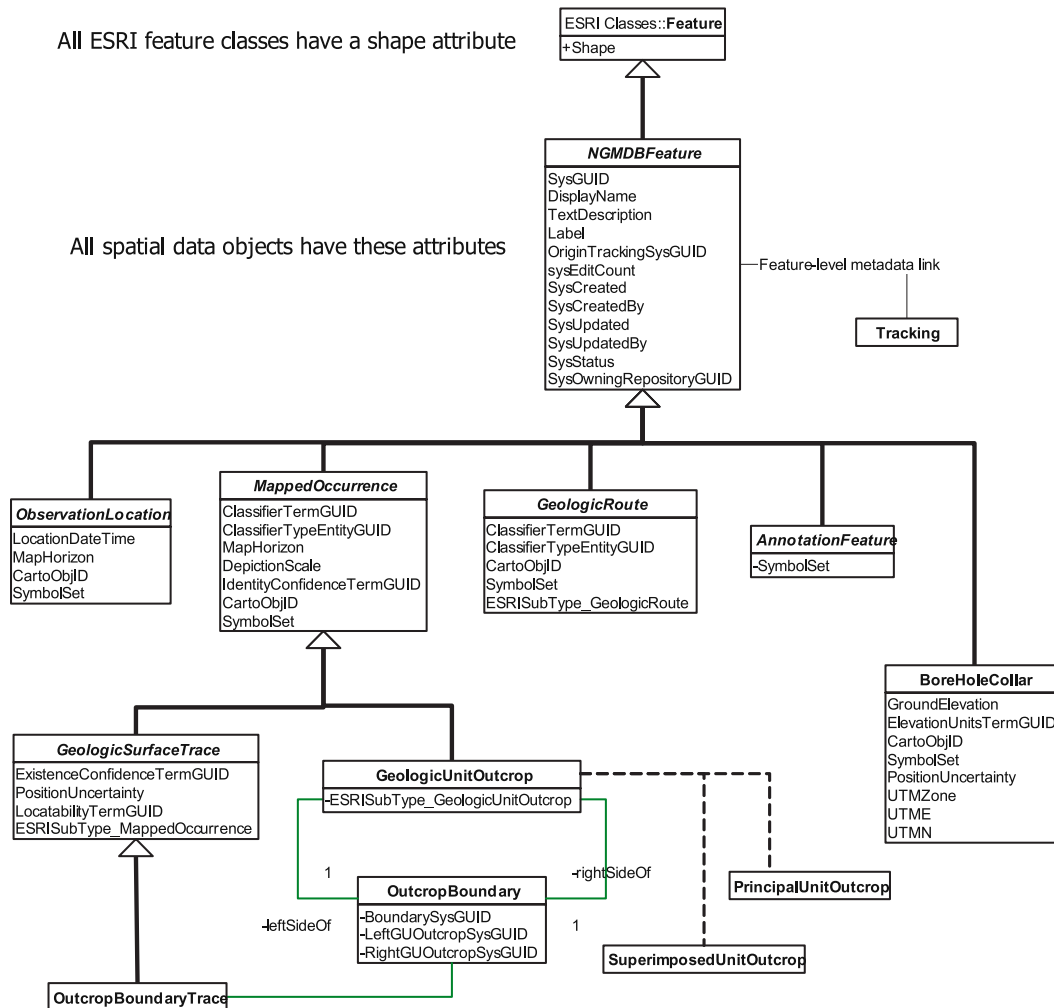 All ESRI feature classes have a shape attribute
ESRI Classes::Feature
+Shape
NGMDBFeature
SysGUID
DisplayName
TextDescription
Label
OriginTrackingSysGUID
sysEditCount
SysCreated
SysCreatedBy
SysUpdated
SysUpdatedBy
SysStatus
SysOwningRepositoryGUID
All spatial data objects have these attributes
Feature-level metadata link
Tracking
ObservationLocation
LocationDateTime
MapHorizon
CartoObjID
SymbolSet
MappedOccurrence
ClassifierTermGUID
ClassifierTypeEntityGUID
MapHorizon
DepictionScale
IdentityConfidenceTermGUID
CartoObjID
SymbolSet
GeologicRoute
ClassifierTermGUID
ClassifierTypeEntityGUID
CartoObjID
SymbolSet
ESRISubType_GeologicRoute
AnnotationFeature
-SymbolSet
BoreHoleCollar
GroundElevation
ElevationUnitsTermGUID
CartoObjID
SymbolSet
PositionUncertainty
UTMZone
UTME
UTMN
GeologicSurfaceTrace
ExistenceConfidenceTermGUID
PositionUncertainty
LocatabilityTermGUID
ESRISubType_MappedOccurrence
GeologicUnitOutcrop
-ESRISubType_GeologicUnitOutcrop
1
-rightSideOf
OutcropBoundary
-BoundarySysGUID
-LeftGUOutcropSysGUID
-RightGUOutcropSysGUID
-leftSideOf
1
PrincipalUnitOutcrop
SuperimposedUnitOutcrop
OutcropBoundaryTrace